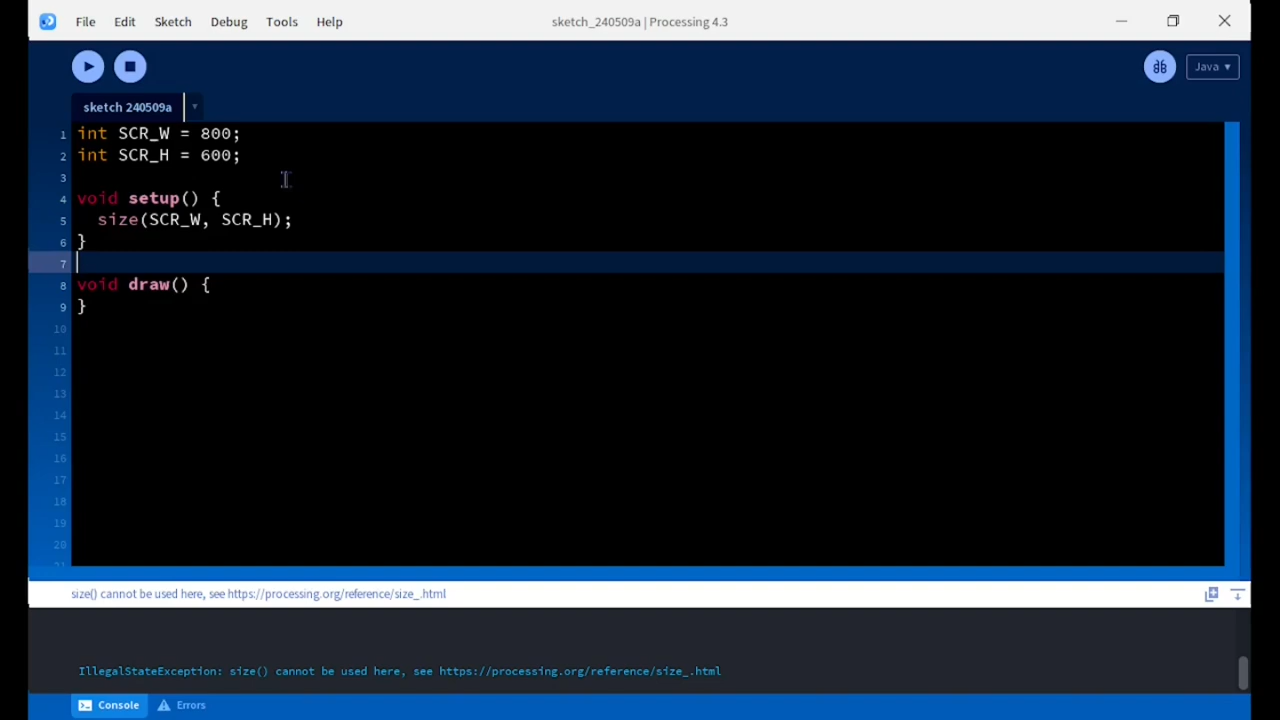 File Edit Sketch Debug Tools Help sketch_240509a | Processing 4.3
Java ▾
sketch 240509a ▾
1 int SCR_W = 800;
2 int SCR_H = 600;
3
4 void setup() {
5 size(SCR_W, SCR_H);
6 }
7
8 void draw() {
9 }
10
11
12
13
14
15
16
17
18
19
20
21
size() cannot be used here, see https://processing.org/reference/size_.html
IllegalStateException: size() cannot be used here, see https://processing.org/reference/size_.html
Console Errors